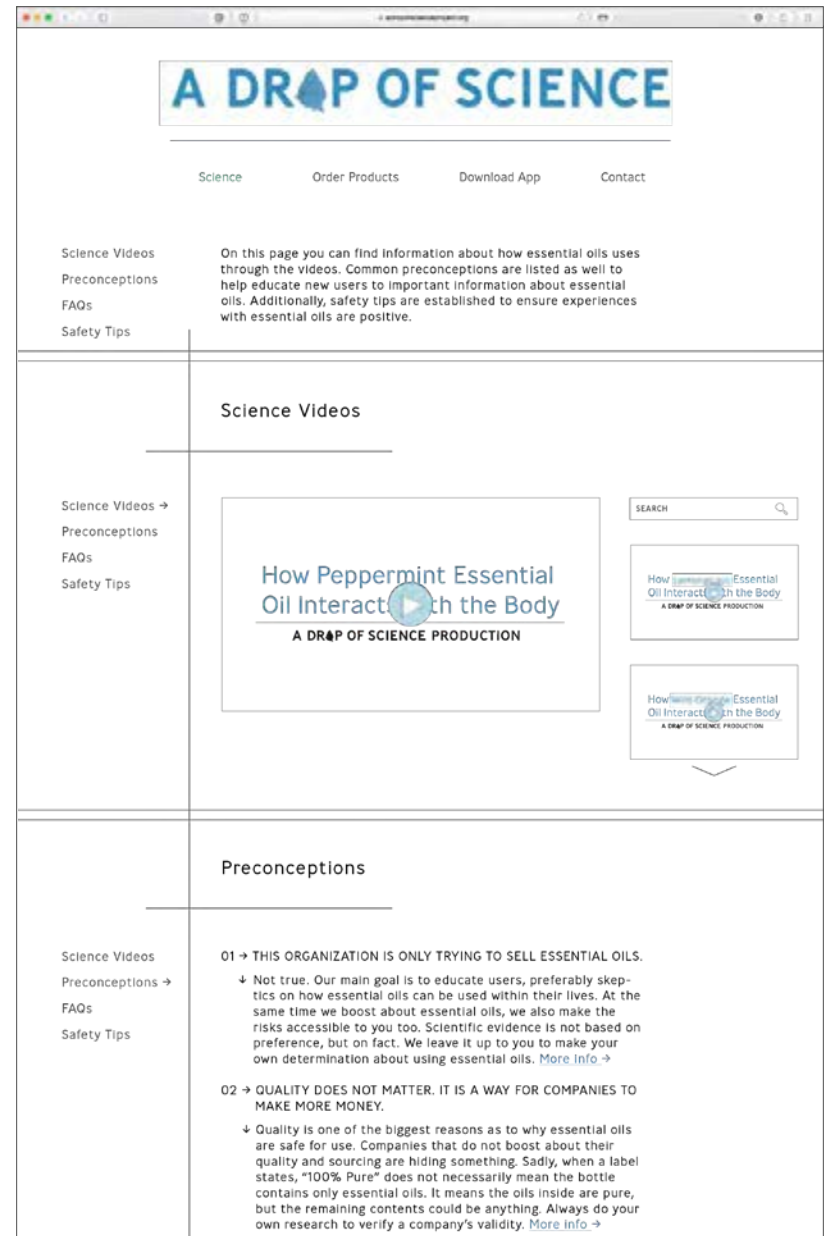 A DROP OF SCIENCE
Science Order Products Download App Contact
Science Videos
Preconceptions
FAQs
Safety Tips
On this page you can find information about how essential oils uses
through the videos. Common preconceptions are listed as well to
help educate new users to important information about essential
oils. Additionally, safety tips are established to ensure experiences
with essential oils are positive.
Science Videos
Science Videos →
Preconceptions
FAQs
Safety Tips
How Peppermint Essential
Oil Interact th the Body
A DROP OF SCIENCE PRODUCTION
SEARCH
How Essential
Oil Interact th the Body
A DROP OF SCIENCE PRODUCTION
How Essential
Oil Interact th the Body
A DROP OF SCIENCE PRODUCTION
Preconceptions
Science Videos
Preconceptions →
FAQs
Safety Tips
01 → THIS ORGANIZATION IS ONLY TRYING TO SELL ESSENTIAL OILS.
↓ Not true. Our main goal is to educate users, preferably skep-
tics on how essential oils can be used within their lives. At the
same time we boost about essential oils, we also make the
risks accessible to you too. Scientific evidence is not based on
preference, but on fact. We leave it up to you to make your
own determination about using essential oils. More Info →
02 → QUALITY DOES NOT MATTER. IT IS A WAY FOR COMPANIES TO
MAKE MORE MONEY.
↓ Quality is one of the biggest reasons as to why essential oils
are safe for use. Companies that do not boost about their
quality and sourcing are hiding something. Sadly, when a label
states, “100% Pure” does not necessarily mean the bottle
contains only essential oils. It means the oils inside are pure,
but the remaining contents could be anything. Always do your
own research to verify a company’s validity. More info →